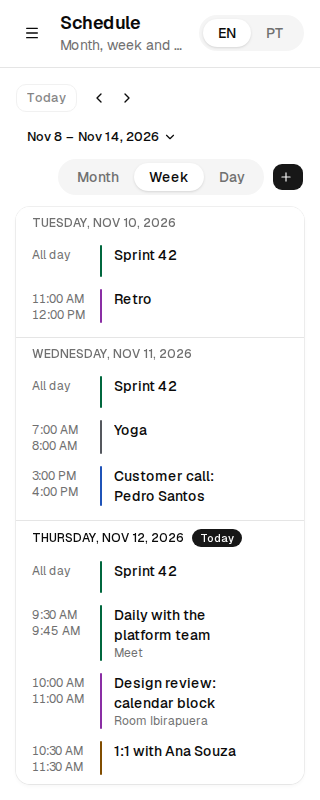 Schedule
Month, week and ...
EN
PT
Today
Nov 8 – Nov 14, 2026
Month
Week
Day
+
TUESDAY, NOV 10, 2026
All day
Sprint 42
11:00 AM
12:00 PM
Retro
WEDNESDAY, NOV 11, 2026
All day
Sprint 42
7:00 AM
8:00 AM
Yoga
3:00 PM
4:00 PM
Customer call:
Pedro Santos
THURSDAY, NOV 12, 2026
Today
All day
Sprint 42
9:30 AM
9:45 AM
Daily with the
platform team
Meet
10:00 AM
11:00 AM
Design review:
calendar block
Room Ibirapuera
10:30 AM
11:30 AM
1:1 with Ana Souza